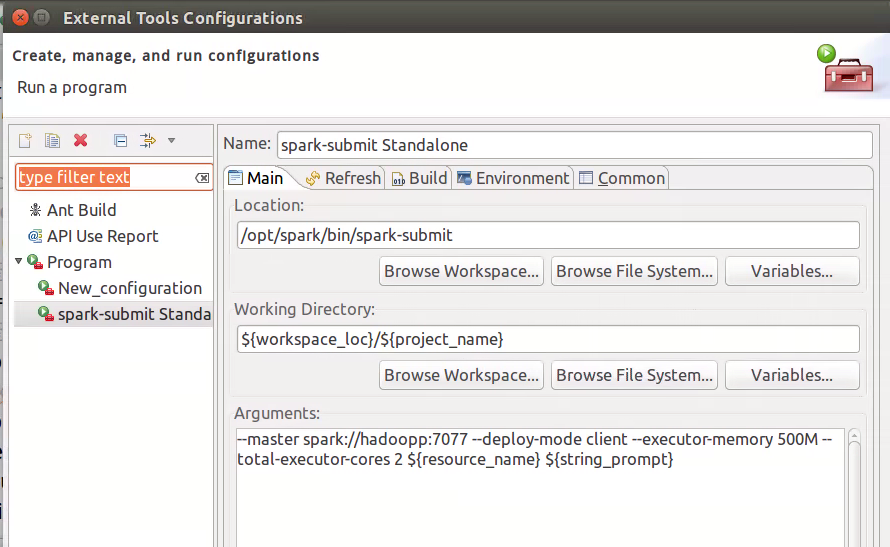 External Tools Configurations
Create, manage, and run configurations
Run a program
type filter text
Ant Build
API Use Report
Program
New_configuration
spark-submit Standa
Name: spark-submit Standalone
Main Refresh Build Environment Common
Location:
/opt/spark/bin/spark-submit
Browse Workspace... Browse File System... Variables...
Working Directory:
${workspace_loc}/${project_name}
Browse Workspace... Browse File System... Variables...
Arguments:
--master spark://hadoopp:7077 --deploy-mode client --executor-memory 500M --
total-executor-cores 2 ${resource_name} ${string_prompt}